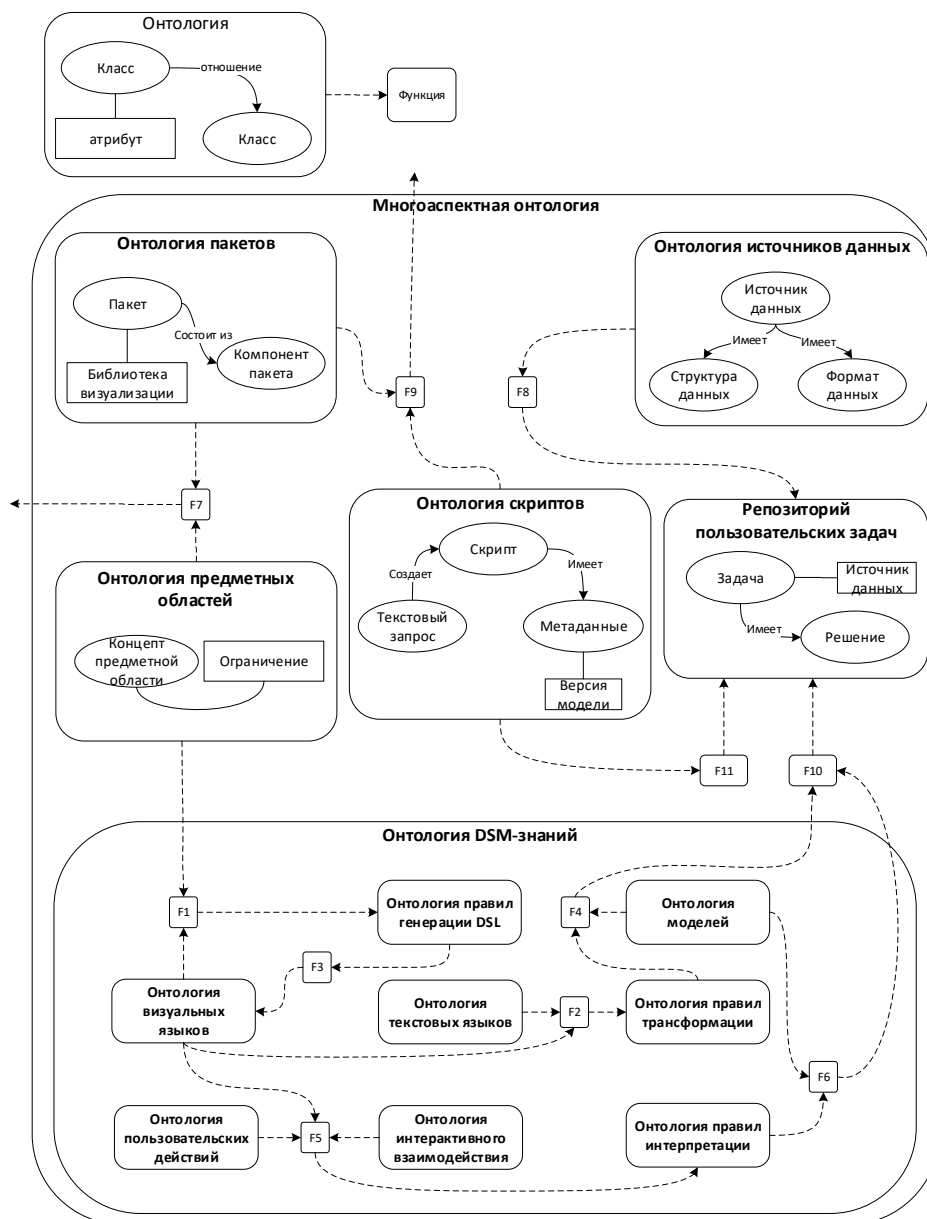 Онтология
Класс
отношение
Функция
атрибут
Класс
Многоаспектная онтология
Онтология пакетов
Пакет
Состоит из
Компонент
пакета
Библиотека
визуализации
Онтология источников данных
Источник
данных
Имеет
Имеет
Структура
данных
Формат
данных
F9
F8
F7
Онтология скриптов
Скрипт
Создает
Имеет
Текстовый
запрос
Метаданные
Версия
модели
Репозиторий
пользовательских задач
Задача
Источник
данных
Имеет
Решение
Онтология предметных
областей
Концепт
предметной
области
Ограничение
F11
F10
Онтология DSM-знаний
F1
Онтология правил
генерации DSL
F4
Онтология
моделей
F3
Онтология
визуальных
языков
Онтология
текстовых языков
F2
Онтология правил
трансформации
F6
Онтология
пользовательских
действий
F5
Онтология
интерактивного
взаимодействия
Онтология правил
интерпретации